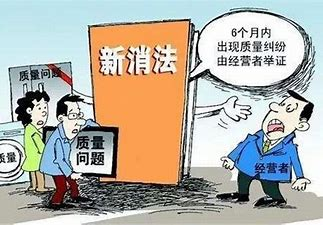 新消法
6个月内
出现质量纠纷
由经营者举证
质量问题
质量
质量
问题
经营者